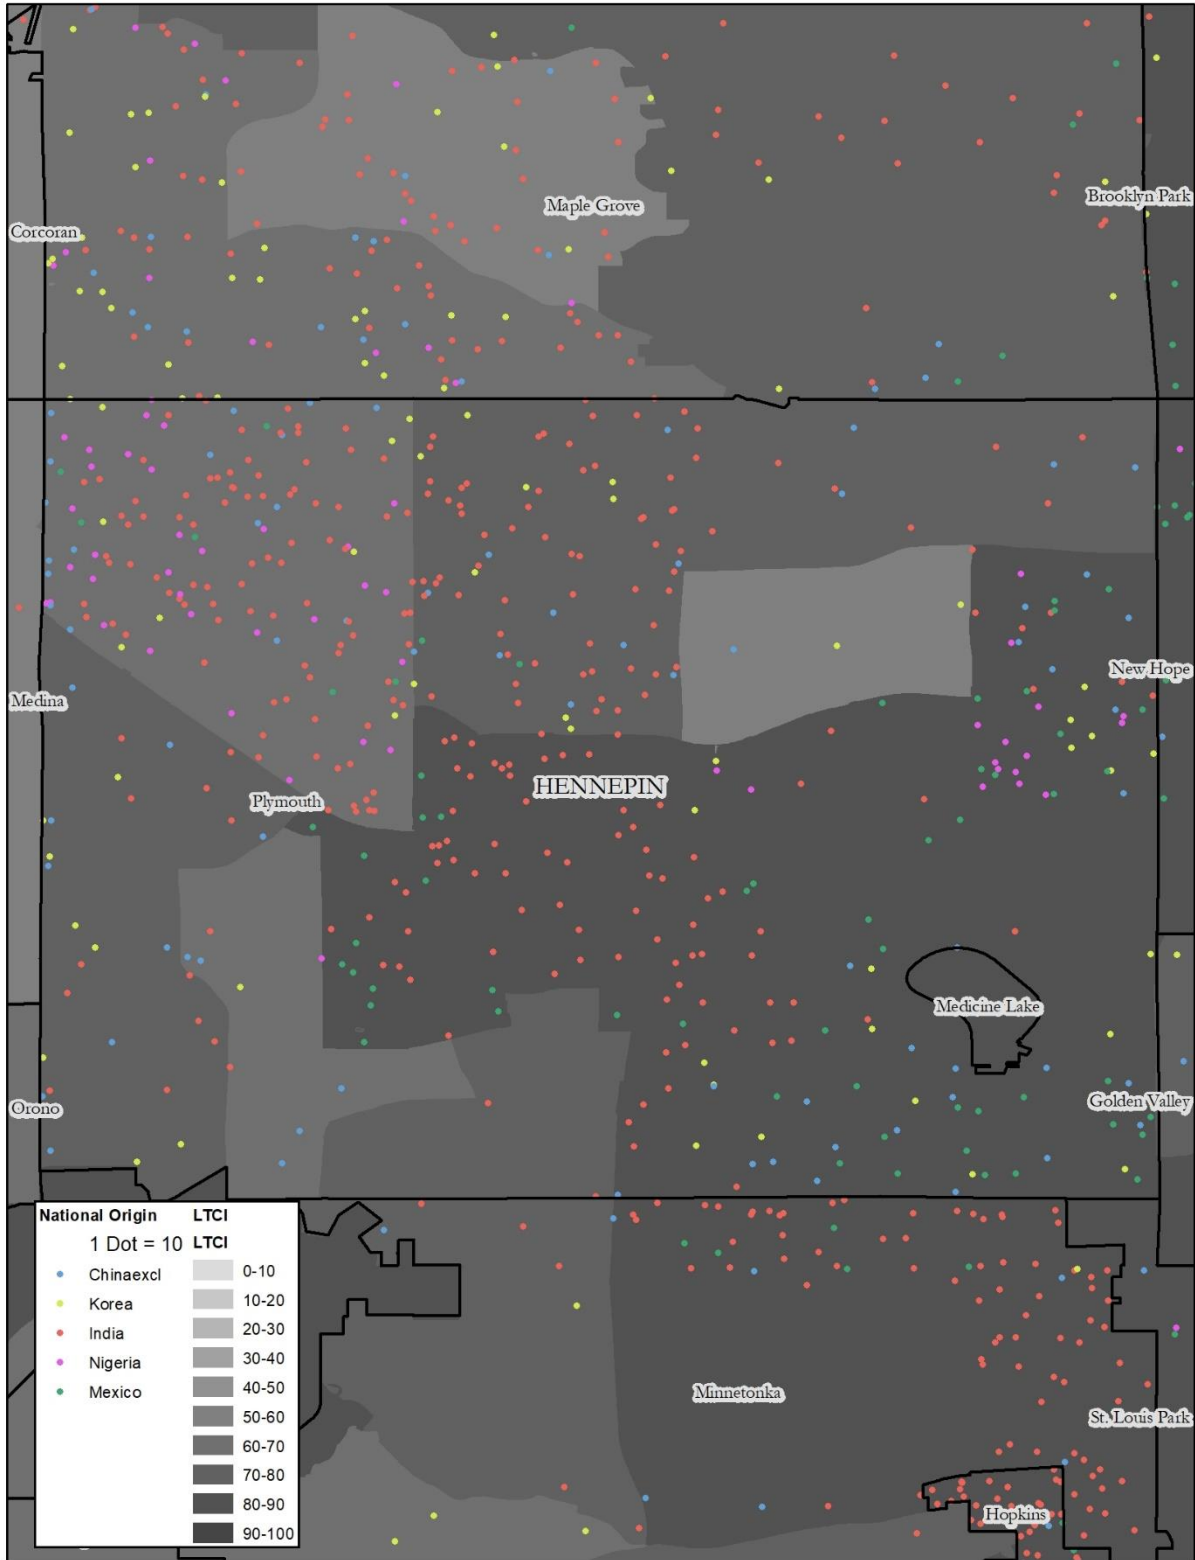 Maple Grove
Brooklyn Park
Corcoran
New Hope
Medina
HENNEPIN
Plymouth
Medicine Lake
Orono
Golden Valley
National Origin
1 Dot = 10
Chinaexcl
Korea
India
Nigeria
Mexico
LTCI
LTCI
0-10
10-20
20-30
30-40
40-50
50-60
60-70
70-80
80-90
90-100
Minnetonka
St. Louis Park
Hopkins